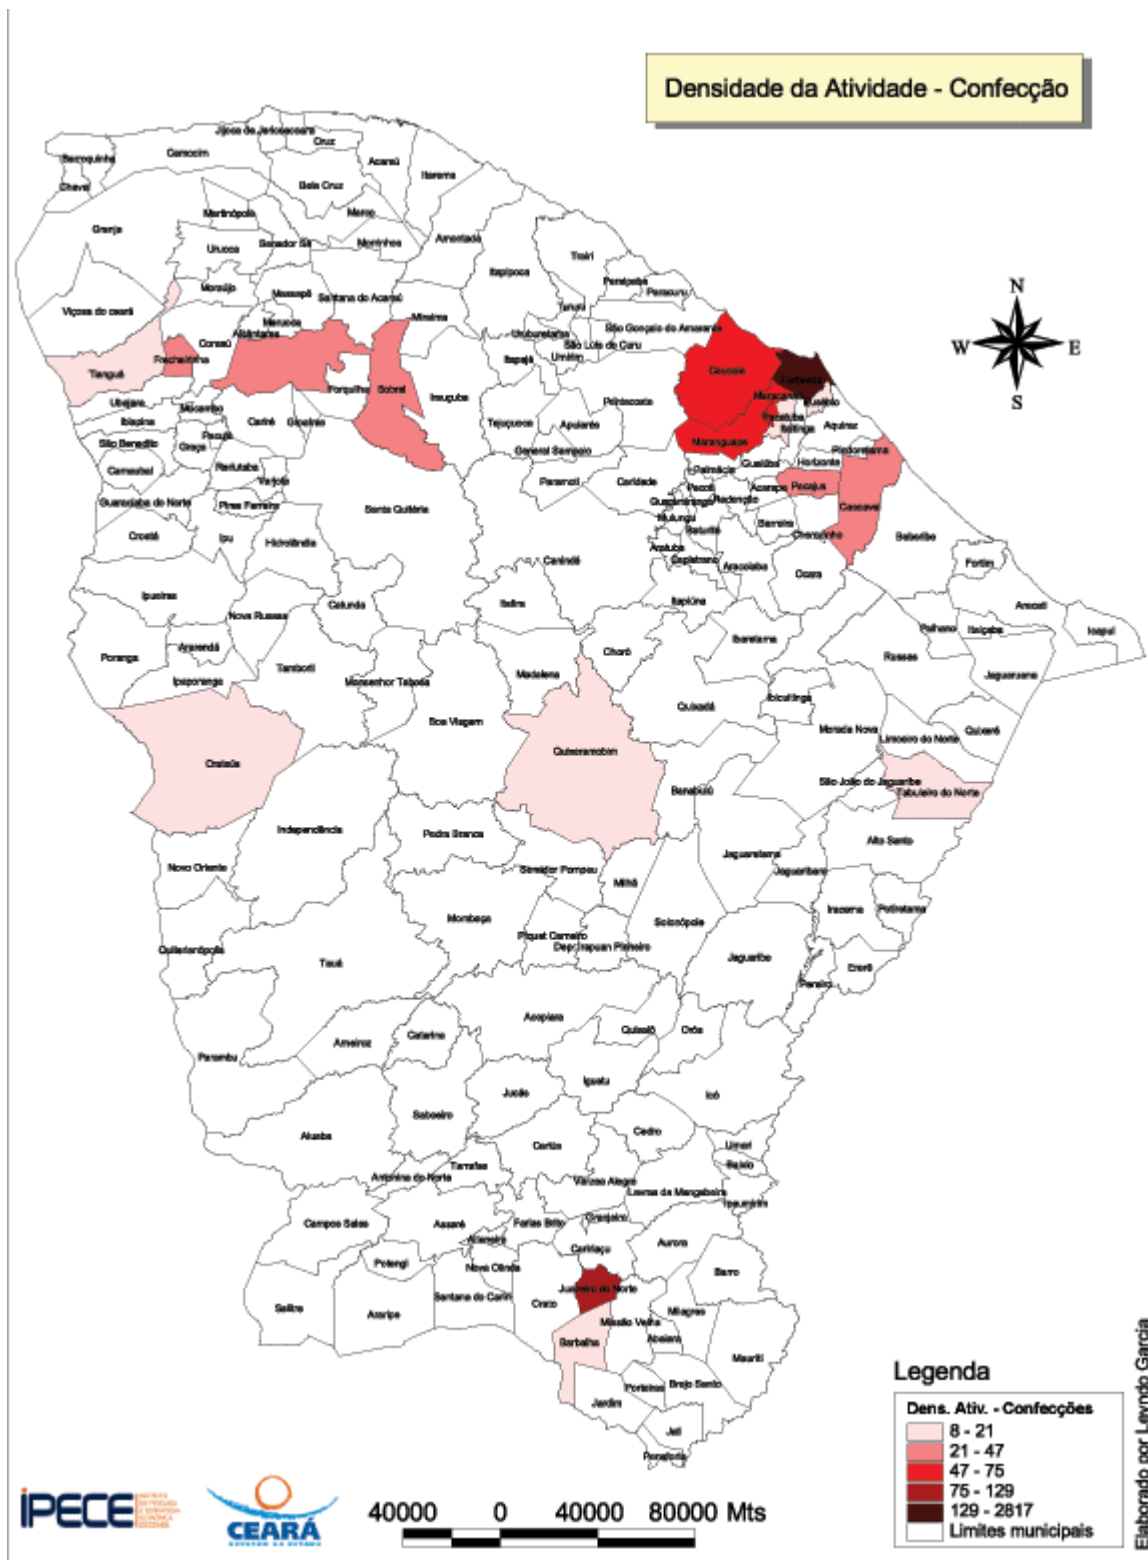 Densidade da Atividade - Confecção
Jijoca de Jericoacoara
Cruz
Barroquinha
Camocim
Acaraú
Itarema
Chaval
Bela Cruz
Martinópole
Marco
Granja
Uruoca
Senador Sá
Morrinhos
Amontada
Itapipoca
Trairi
Paraipaba
Paracuru
Moraújo
Massapê
Santana do Acaraú
Tururu
Viçosa do ceará
Meruoca
Miraíma
Uruburetama
São Gonçalo do Amarante
Alcântaras
Coreaú
São Luis do Curu
Frecheirinha
Umirim
Tianguá
Itapajé
Caucaia
Fortaleza
Forquilha
Sobral
Irauçuba
Maracanaú
Eusébio
Ubajara
Mucambo
Pentecoste
Pacatuba
Itaitinga
Aquiraz
Ibiapina
Cariré
Groaíras
Tejuçuoca
Apuiarés
São Benedito
Pacujá
Graça
General Sampaio
Maranguape
Pindoretama
Carnaubal
Reriutaba
Varjota
Palmácia
Guaiúba
Horizonte
Paramoti
Caridade
Pacoti
Acarape
Pacajus
Guaraciaba do Norte
Pires Ferreira
Santa Quitéria
Guaramiranga
Redenção
Cascavel
Mulungu
Croatá
Ipu
Hidrolândia
Baturité
Barreira
Chorozinho
Beberibe
Aratuba
Capistrano
Aracoiaba
Ocara
Fortim
Canindé
Ipueiras
Catunda
Itatira
Itapiúna
Aracati
Nova Russas
Ararendá
Choró
Ibaretama
Palhano
Itaiçaba
Icapuí
Poranga
Ipaporanga
Tamboril
Monsenhor Tabosa
Madalena
Russas
Jaguaruana
Ibicuitinga
Quixadá
Boa Viagem
Morada Nova
Limoeiro do Norte
Quixeré
Crateús
Quixeramobim
São João do Jaguaribe
Tabuleiro do Norte
Banabuiú
Independência
Pedra Branca
Alto Santo
Jaguaretama
Novo Oriente
Senador Pompeu
Milhã
Jaguaribara
Iracema
Potiretama
Mombaça
Solonópole
Quiterianópolis
Piquet Carneiro
Dep. Irapuan Pinheiro
Tauá
Jaguaribe
Ererê
Pereiro
Acopiara
Quixelô
Orós
Parambu
Arneiroz
Catarina
Iguatu
Jucás
Icó
Saboeiro
Aiuaba
Cariús
Cedro
Umari
Baixio
Antonina do Norte
Tarrafas
Várzea Alegre
Lavras da Mangabeira
Ipaumirim
Campos Sales
Assaré
Farias Brito
Granjeiro
Altaneira
Caririaçu
Aurora
Potengi
Nova Olinda
Barro
Juazeiro do Norte
Salitre
Araripe
Santana do Cariri
Crato
Milagres
Missão Velha
Abaiara
Barbalha
Mauriti
Porteiras
Brejo Santo
Jardim
Jati
Penaforte
N
W
E
S
Legenda
Dens. Ativ. - Confecções
8 - 21
21 - 47
47 - 75
75 - 129
129 - 2817
Limites municipais
Elaborado por Leyndo Garcia
iPECE
CEARÁ
GOVERNO DO ESTADO
40000 0 40000 80000 Mts